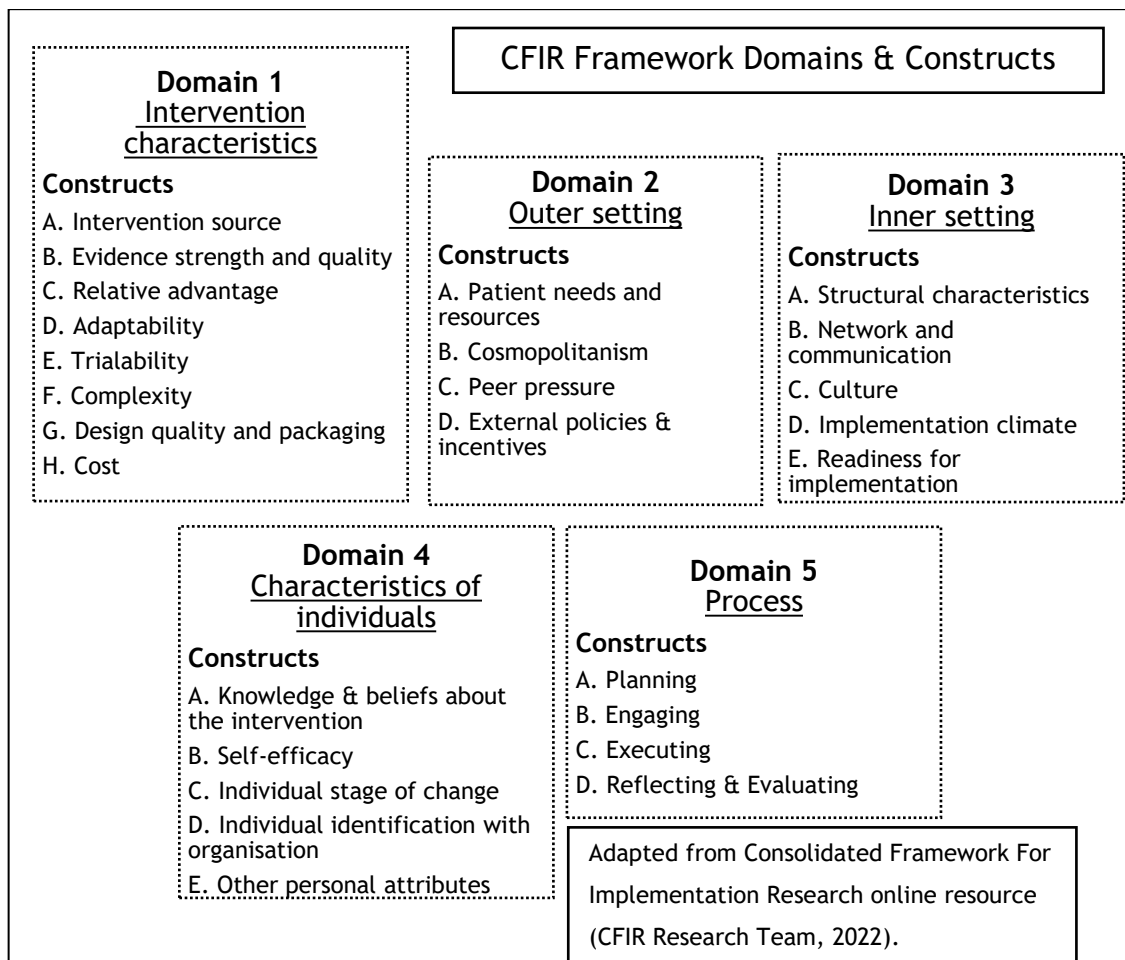 CFIR Framework Domains & Constructs
Domain 1
Intervention
characteristics
Constructs
A. Intervention source
B. Evidence strength and quality
C. Relative advantage
D. Adaptability
E. Trialability
F. Complexity
G. Design quality and packaging
H. Cost
Domain 2
Outer setting
Constructs
A. Patient needs and
resources
B. Cosmopolitanism
C. Peer pressure
D. External policies &
incentives
Domain 3
Inner setting
Constructs
A. Structural characteristics
B. Network and
communication
C. Culture
D. Implementation climate
E. Readiness for
implementation
Domain 4
Characteristics of
individuals
Constructs
A. Knowledge & beliefs about
the intervention
B. Self-efficacy
C. Individual stage of change
D. Individual identification with
organisation
E. Other personal attributes
Domain 5
Process
Constructs
A. Planning
B. Engaging
C. Executing
D. Reflecting & Evaluating
Adapted from Consolidated Framework For
Implementation Research online resource
(CFIR Research Team, 2022).